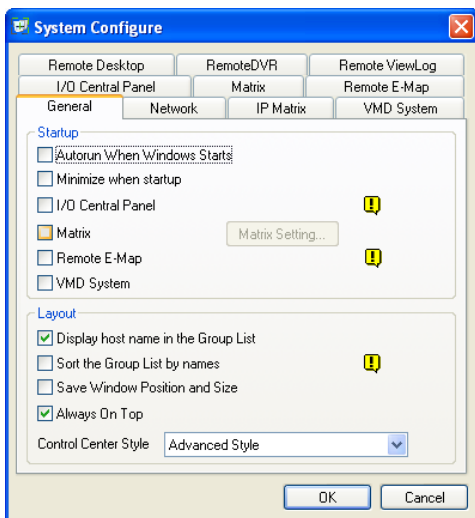 System Configure
Remote Desktop RemoteDVR Remote ViewLog
I/O Central Panel Matrix Remote E-Map
General Network IP Matrix VMD System
Startup
Autorun When Windows Starts
Minimize when startup
I/O Central Panel
Matrix Matrix Setting...
Remote E-Map
VMD System
Layout
Display host name in the Group List
Sort the Group List by names
Save Window Position and Size
Always On Top
Control Center Style Advanced Style
OK Cancel